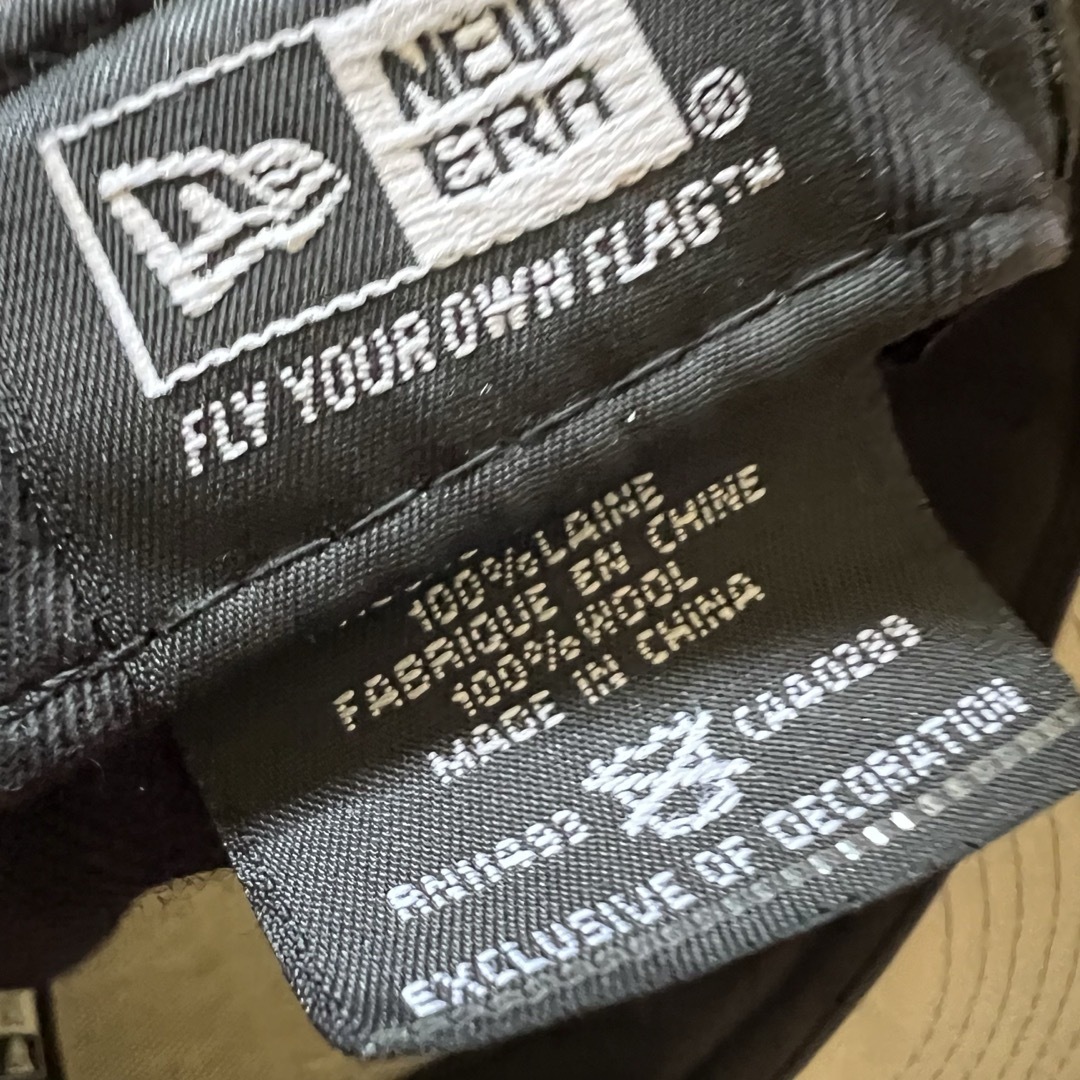 NEW
ERA®
FLY YOUR OWN FLAG™
100% LAINE
FABRIQUE EN CHINE
100% WOOL
MADE IN CHINA
CA40289
EXCLUSIVE OF DECORATION